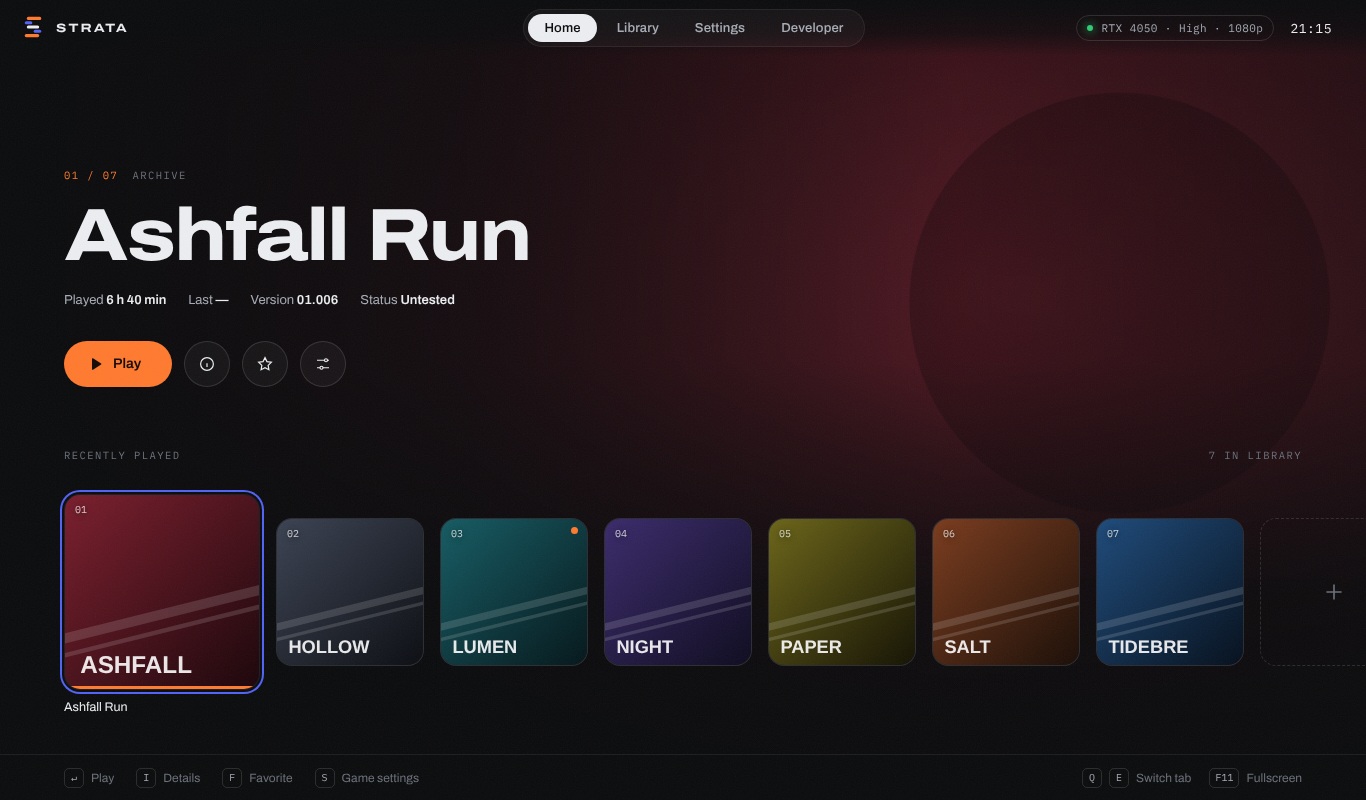 STRATA
Home Library Settings Developer
RTX 4050 · High · 1080p 21:15
01 / 07 ARCHIVE
Ashfall Run
Played 6 h 40 min Last — Version 01.006 Status Untested
Play
RECENTLY PLAYED 7 IN LIBRARY
01 02 03 04 05 06 07
ASHFALL HOLLOW LUMEN NIGHT PAPER SALT TIDEBRE
Ashfall Run
↵ Play I Details F Favorite S Game settings Q E Switch tab F11 Fullscreen